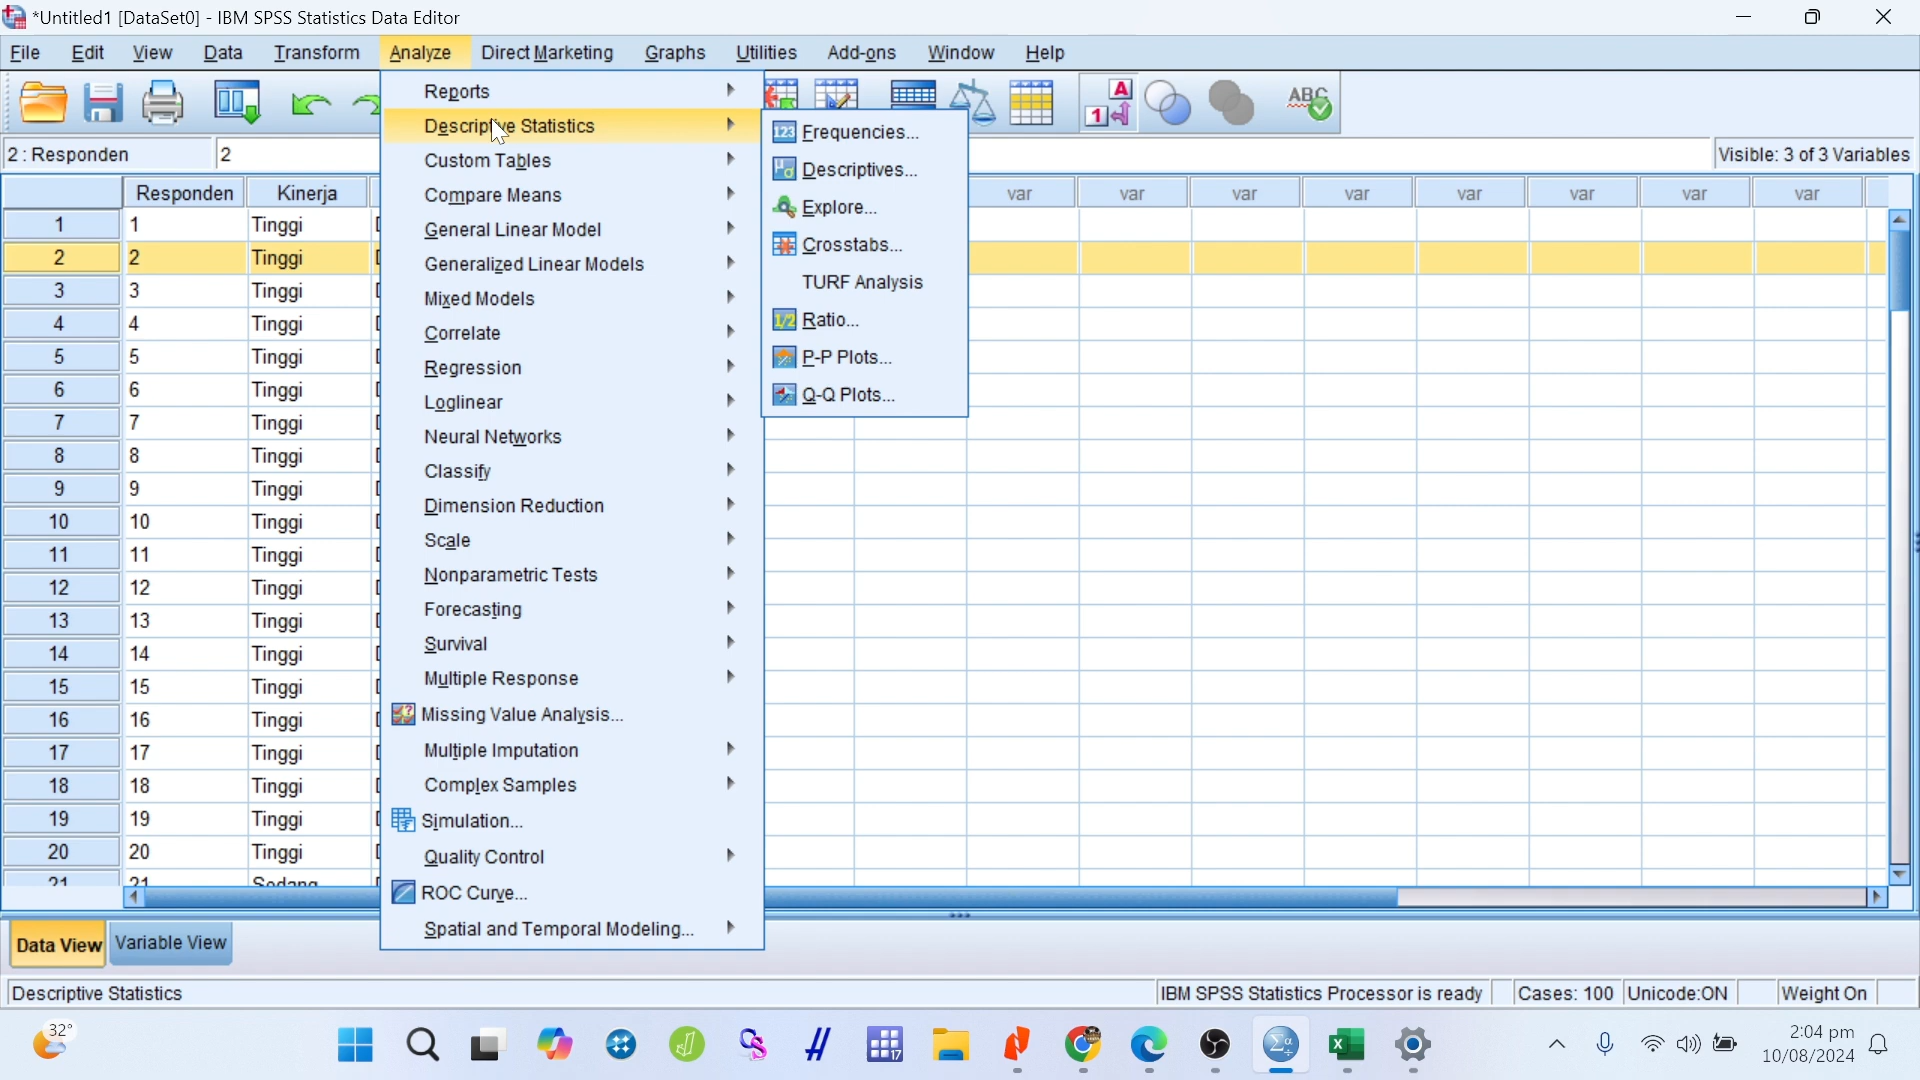 *Untitled1 [DataSet0] - IBM SPSS Statistics Data Editor
File Edit View Data Transform Analyze Direct Marketing Graphs Utilities Add-ons Window Help
2 : Responden 2 Visible: 3 of 3 Variables
Reports
Descriptive Statistics
Custom Tables
Compare Means
General Linear Model
Generalized Linear Models
Mixed Models
Correlate
Regression
Loglinear
Neural Networks
Classify
Dimension Reduction
Scale
Nonparametric Tests
Forecasting
Survival
Multiple Response
Missing Value Analysis...
Multiple Imputation
Complex Samples
Simulation...
Quality Control
ROC Curve...
Spatial and Temporal Modeling...
Frequencies...
Descriptives...
Explore...
Crosstabs...
TURF Analysis
Ratio...
P-P Plots...
Q-Q Plots...
Responden Kinerja var var var var var var var var
1 1 Tinggi
2 2 Tinggi
3 3 Tinggi
4 4 Tinggi
5 5 Tinggi
6 6 Tinggi
7 7 Tinggi
8 8 Tinggi
9 9 Tinggi
10 10 Tinggi
11 11 Tinggi
12 12 Tinggi
13 13 Tinggi
14 14 Tinggi
15 15 Tinggi
16 16 Tinggi
17 17 Tinggi
18 18 Tinggi
19 19 Tinggi
20 20 Tinggi
21 21 Sedang
Data View Variable View
Descriptive Statistics IBM SPSS Statistics Processor is ready Cases: 100 Unicode:ON Weight On
32°
2:04 pm
10/08/2024